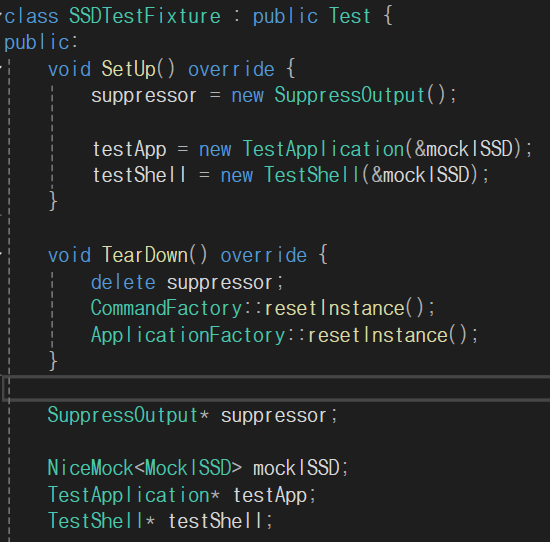 class SSDTestFixture : public Test {
public:
    void SetUp() override {
        suppressor = new SuppressOutput();

        testApp = new TestApplication(&mockISSD);
        testShell = new TestShell(&mockISSD);
    }

    void TearDown() override {
        delete suppressor;
        CommandFactory::resetInstance();
        ApplicationFactory::resetInstance();
    }

    SuppressOutput* suppressor;

    NiceMock<MockISSD> mockISSD;
    TestApplication* testApp;
    TestShell* testShell;